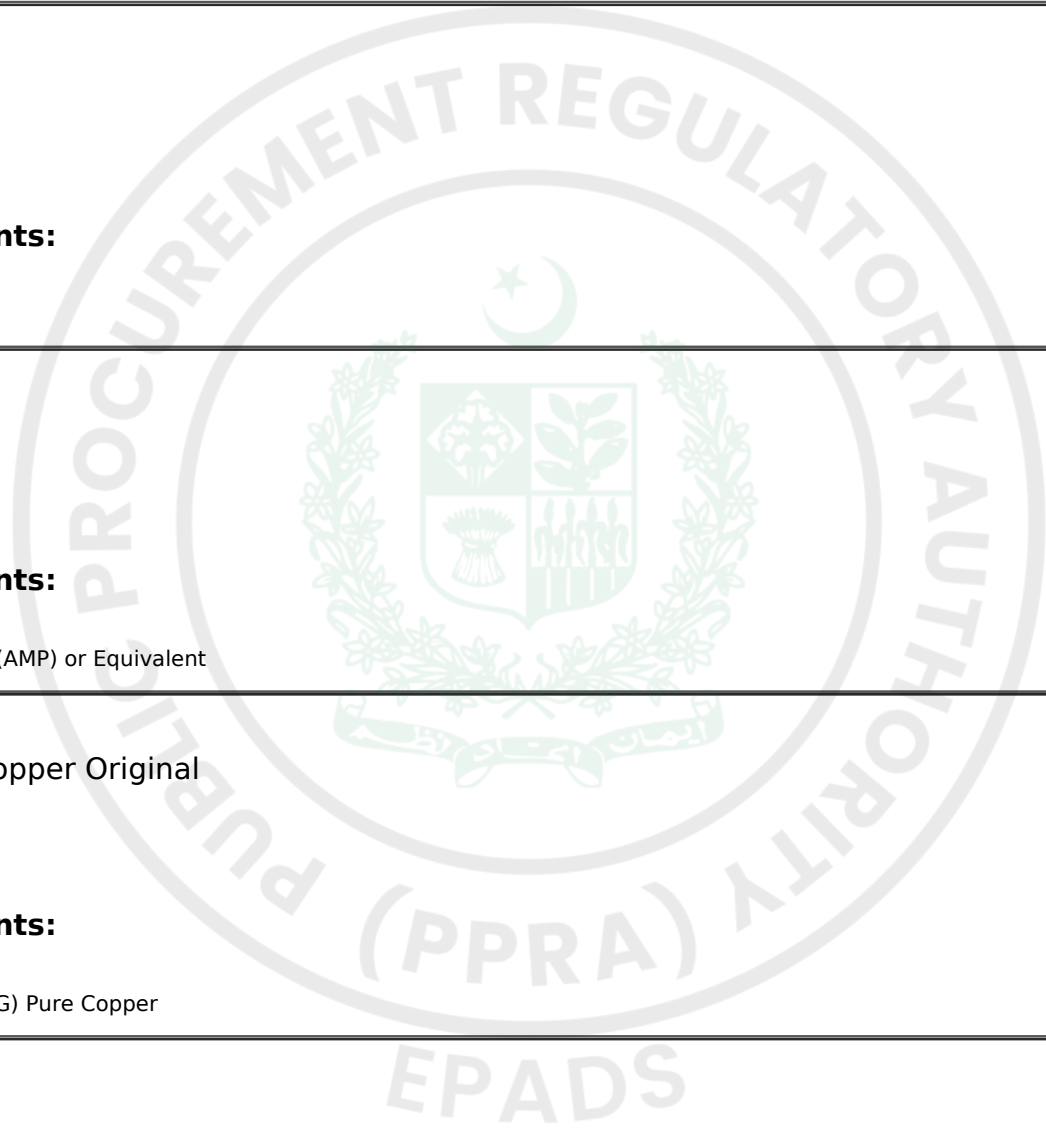 PUBLIC PROCUREMENT REGULATORY AUTHORITY
nts:
nts:
(AMP) or Equivalent
opper Original
nts:
(PPRA)
G) Pure Copper
EPADS